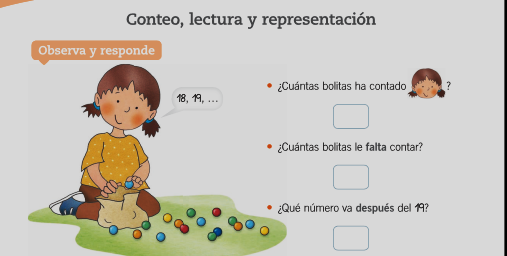 Conteo, lectura y representación
Observa y responde
18, 19, ...
• ¿Cuántas bolitas ha contado ?
• ¿Cuántas bolitas le falta contar?
• ¿Qué número va después del 19?